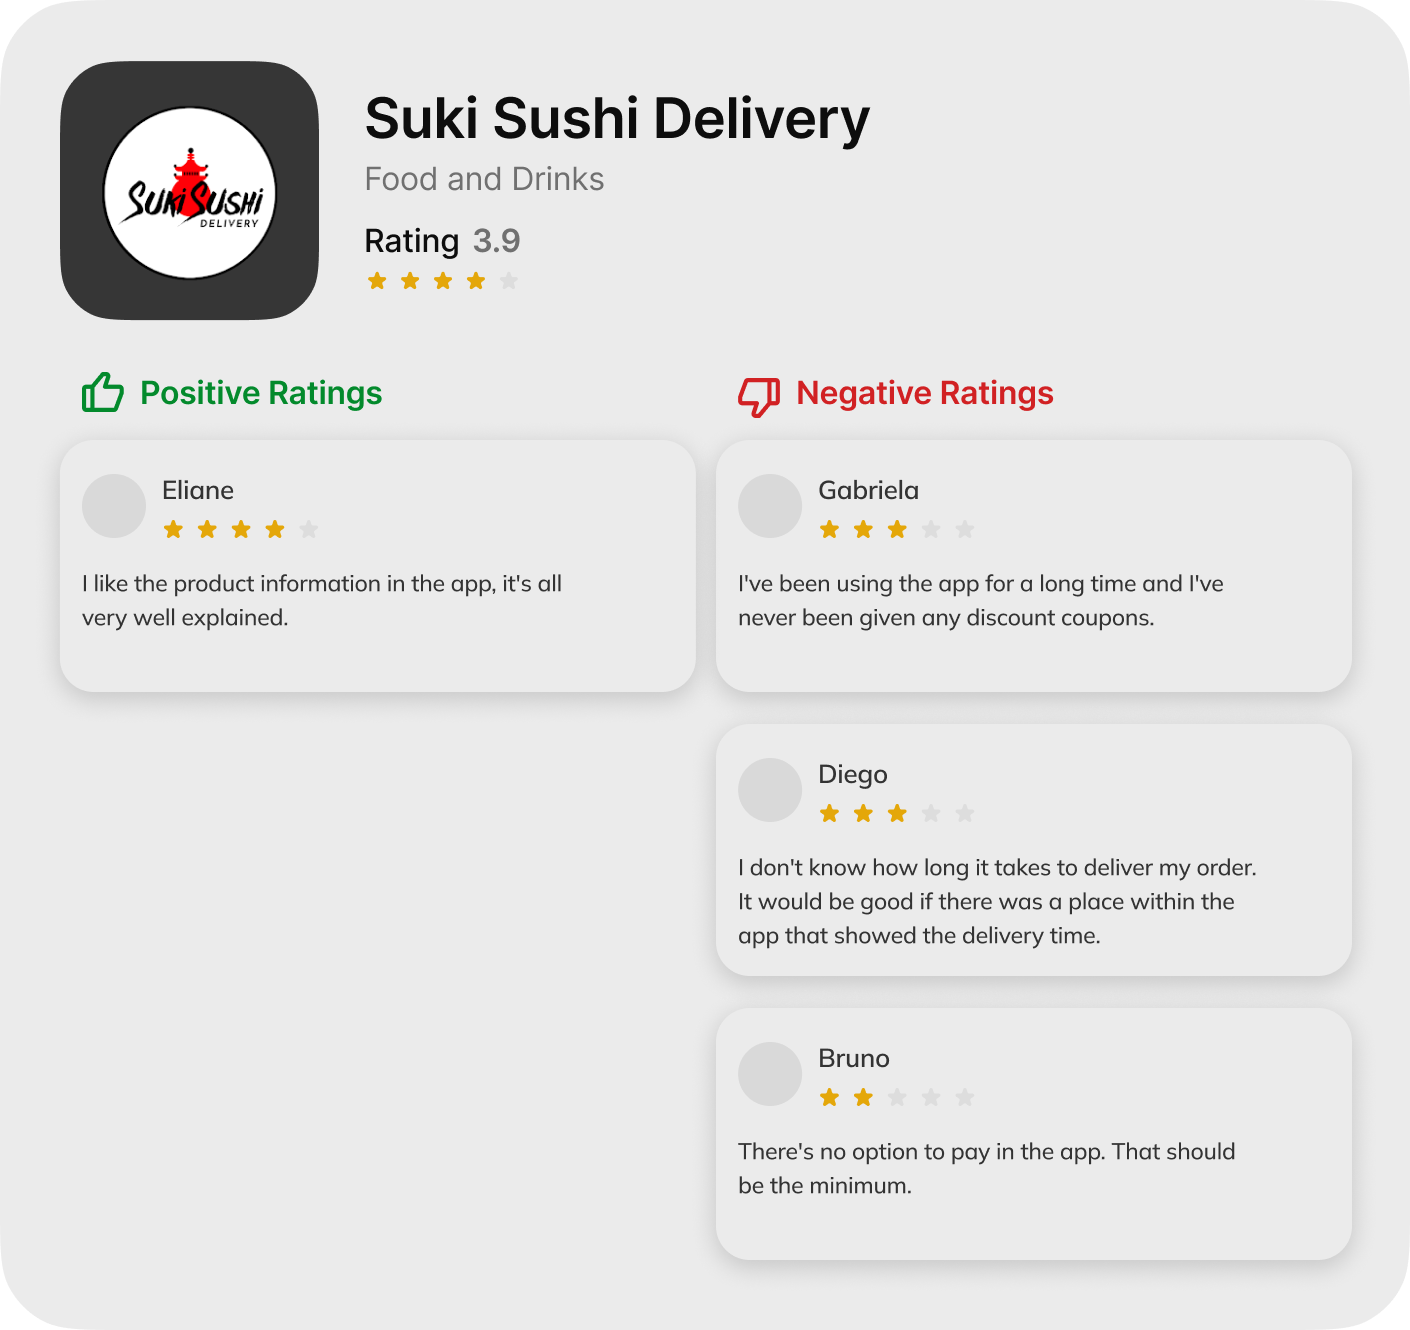 SUKI SUSHI
DELIVERY
Suki Sushi Delivery
Food and Drinks
Rating 3.9
Positive Ratings
Eliane
I like the product information in the app, it's all
very well explained.
Negative Ratings
Gabriela
I've been using the app for a long time and I've
never been given any discount coupons.
Diego
I don't know how long it takes to deliver my order.
It would be good if there was a place within the
app that showed the delivery time.
Bruno
There's no option to pay in the app. That should
be the minimum.